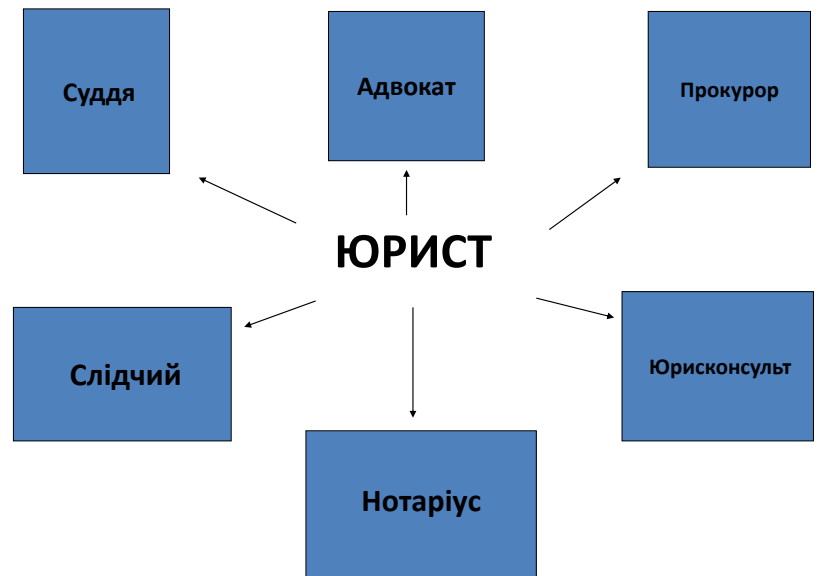 Суддя
Адвокат
Прокурор
ЮРИСТ
Слідчий
Юрисконсульт
Нотаріус